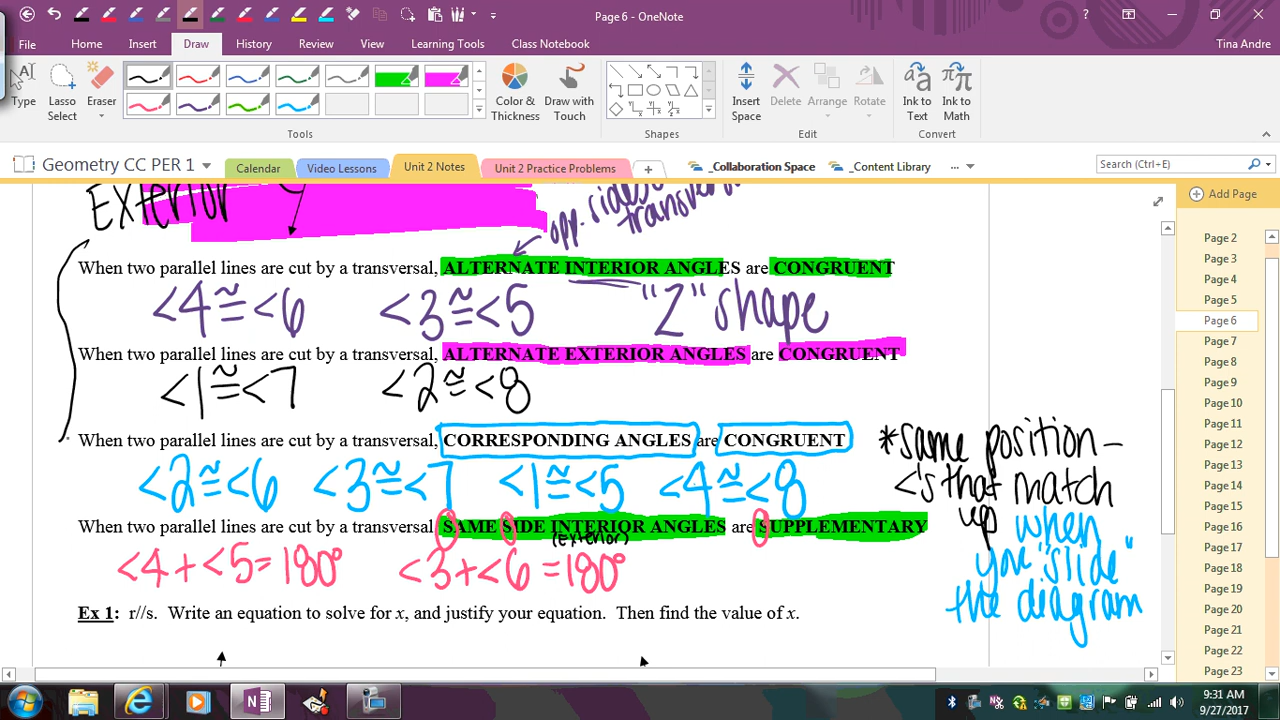 Page 6 - OneNote
?
File Home Insert Draw History Review View Learning Tools Class Notebook Tina Andre
Type Lasso Select Eraser Color & Thickness Draw with Touch Insert Space Delete Arrange Rotate Ink to Text Ink to Math
Tools Shapes Edit Convert
Geometry CC PER 1 Calendar Video Lessons Unit 2 Notes Unit 2 Practice Problems _Collaboration Space _Content Library ... Search (Ctrl+E)
Add Page
Exterior
opp. sides
When two parallel lines are cut by a transversal, ALTERNATE INTERIOR ANGLES are CONGRUENT
<4≅<6 <3≅<5 "Z" shape
When two parallel lines are cut by a transversal, ALTERNATE EXTERIOR ANGLES are CONGRUENT
<1≅<7 <2≅<8
When two parallel lines are cut by a transversal, CORRESPONDING ANGLES are CONGRUENT
<2≅<6 <3≅<7 <1≅<5 <4≅<8
When two parallel lines are cut by a transversal, SAME SIDE INTERIOR ANGLES are SUPPLEMENTARY
(Exterior)
<4+<5=180° <3+<6=180°
Ex 1: r//s. Write an equation to solve for x, and justify your equation. Then find the value of x.
*same position -
<'s that match
up when
you "slide"
the diagram
Page 2
Page 3
Page 4
Page 5
Page 6
Page 7
Page 8
Page 9
Page 10
Page 11
Page 12
Page 13
Page 14
Page 15
Page 16
Page 17
Page 18
Page 19
Page 20
Page 21
Page 22
Page 23
9:31 AM
9/27/2017